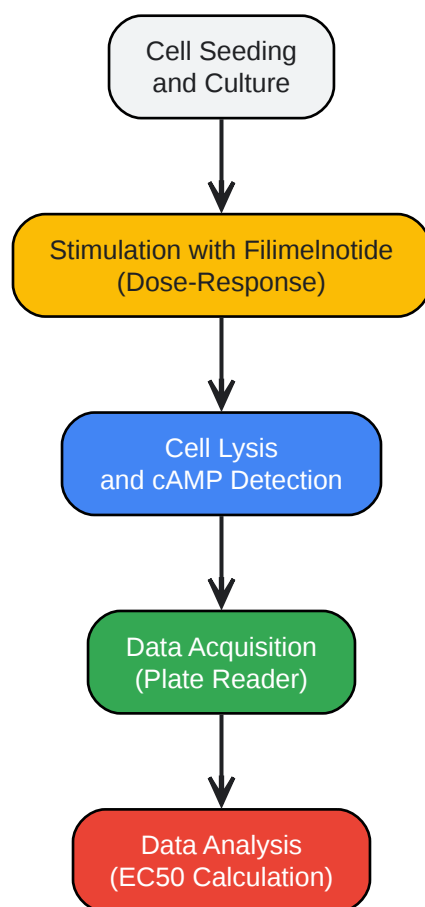 Cell Seeding
and Culture
Stimulation with Filimelnotide
(Dose-Response)
Cell Lysis
and cAMP Detection
Data Acquisition
(Plate Reader)
Data Analysis
(EC50 Calculation)